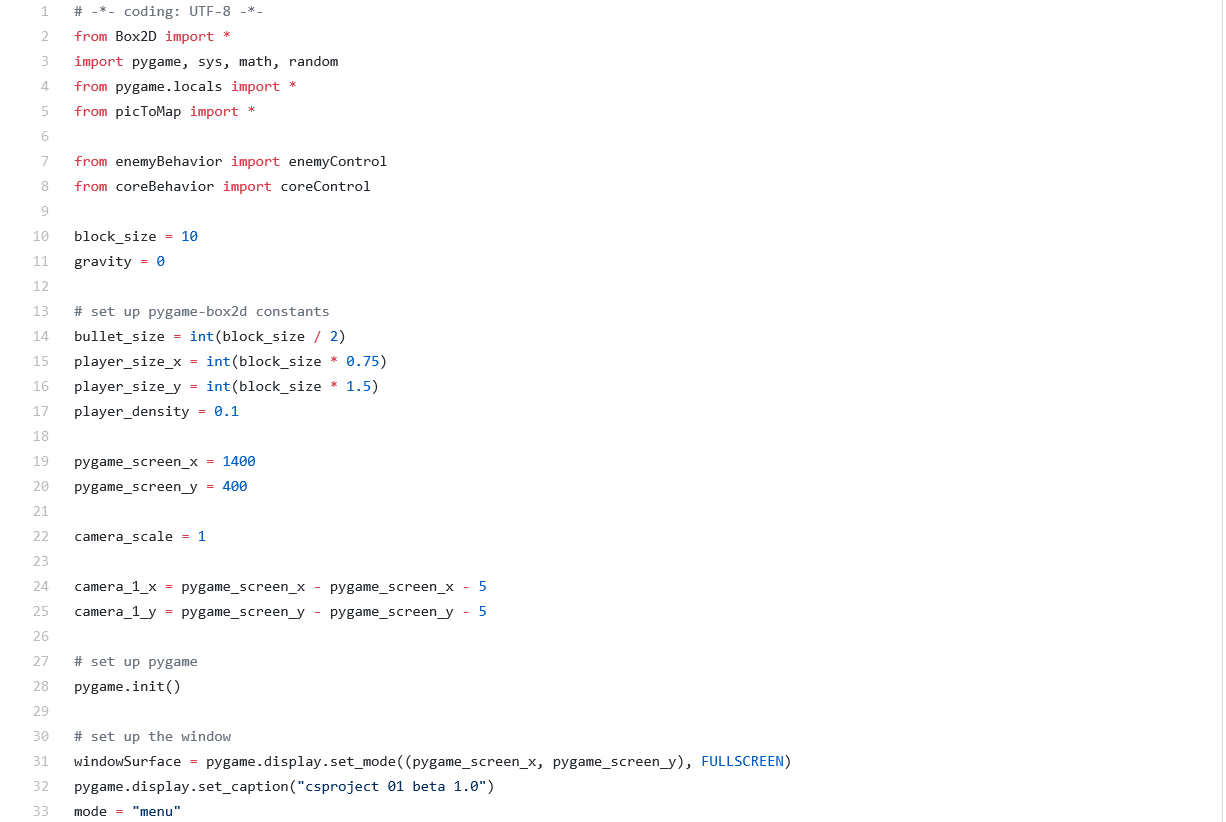 1 # -*- coding: UTF-8 -*-
2 from Box2D import *
3 import pygame, sys, math, random
4 from pygame.locals import *
5 from picToMap import *
6
7 from enemyBehavior import enemyControl
8 from coreBehavior import coreControl
9
10 block_size = 10
11 gravity = 0
12
13 # set up pygame-box2d constants
14 bullet_size = int(block_size / 2)
15 player_size_x = int(block_size * 0.75)
16 player_size_y = int(block_size * 1.5)
17 player_density = 0.1
18
19 pygame_screen_x = 1400
20 pygame_screen_y = 400
21
22 camera_scale = 1
23
24 camera_1_x = pygame_screen_x - pygame_screen_x - 5
25 camera_1_y = pygame_screen_y - pygame_screen_y - 5
26
27 # set up pygame
28 pygame.init()
29
30 # set up the window
31 windowSurface = pygame.display.set_mode((pygame_screen_x, pygame_screen_y), FULLSCREEN)
32 pygame.display.set_caption("csproject 01 beta 1.0")
33 mode = "menu"